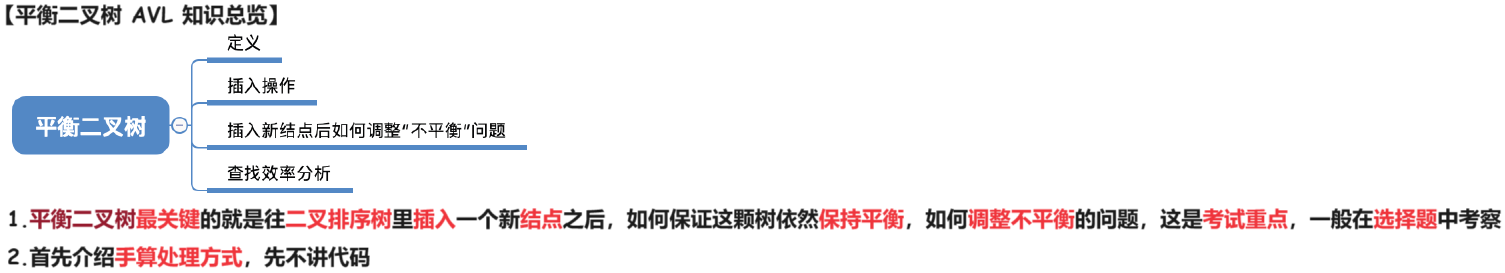 【平衡二叉树 AVL 知识总览】
定义
插入操作
平衡二叉树
插入新结点后如何调整“不平衡”问题
查找效率分析
1.平衡二叉树最关键的就是往二叉排序树里插入一个新结点之后，如何保证这颗树依然保持平衡，如何调整不平衡的问题，这是考试重点，一般在选择题中考察
2.首先介绍手算处理方式，先不讲代码